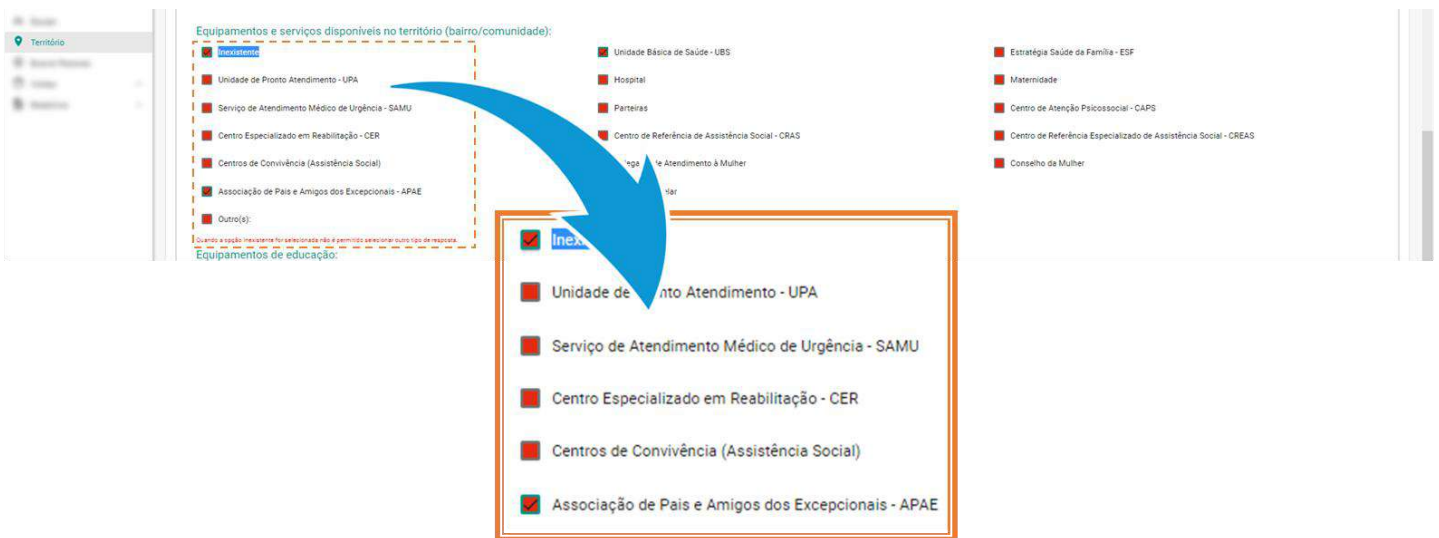 Território
Equipamentos e serviços disponíveis no território (bairro/comunidade):
Inexistente
Unidade Básica de Saúde - UBS
Estratégia Saúde da Família - ESF
Unidade de Pronto Atendimento - UPA
Hospital
Maternidade
Serviço de Atendimento Médico de Urgência - SAMU
Parteiras
Centro de Atenção Psicossocial - CAPS
Centro Especializado em Reabilitação - CER
Centro de Referência de Assistência Social - CRAS
Centro de Referência Especializado de Assistência Social - CREAS
Centros de Convivência (Assistência Social)
Atendimento à Mulher
Conselho da Mulher
Associação de Pais e Amigos dos Excepcionais - APAE
Outro(s):
Quando a opção Inexistente for selecionada não é permitido selecionar outro tipo de resposta.
Equipamentos de educação:
Unidade de Atendimento - UPA
Serviço de Atendimento Médico de Urgência - SAMU
Centro Especializado em Reabilitação - CER
Centros de Convivência (Assistência Social)
Associação de Pais e Amigos dos Excepcionais - APAE